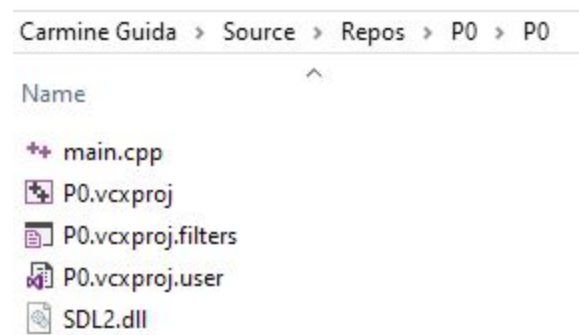 Carmine Guida > Source > Repos > P0 > P0
Name
main.cpp
P0.vcxproj
P0.vcxproj.filters
P0.vcxproj.user
SDL2.dll